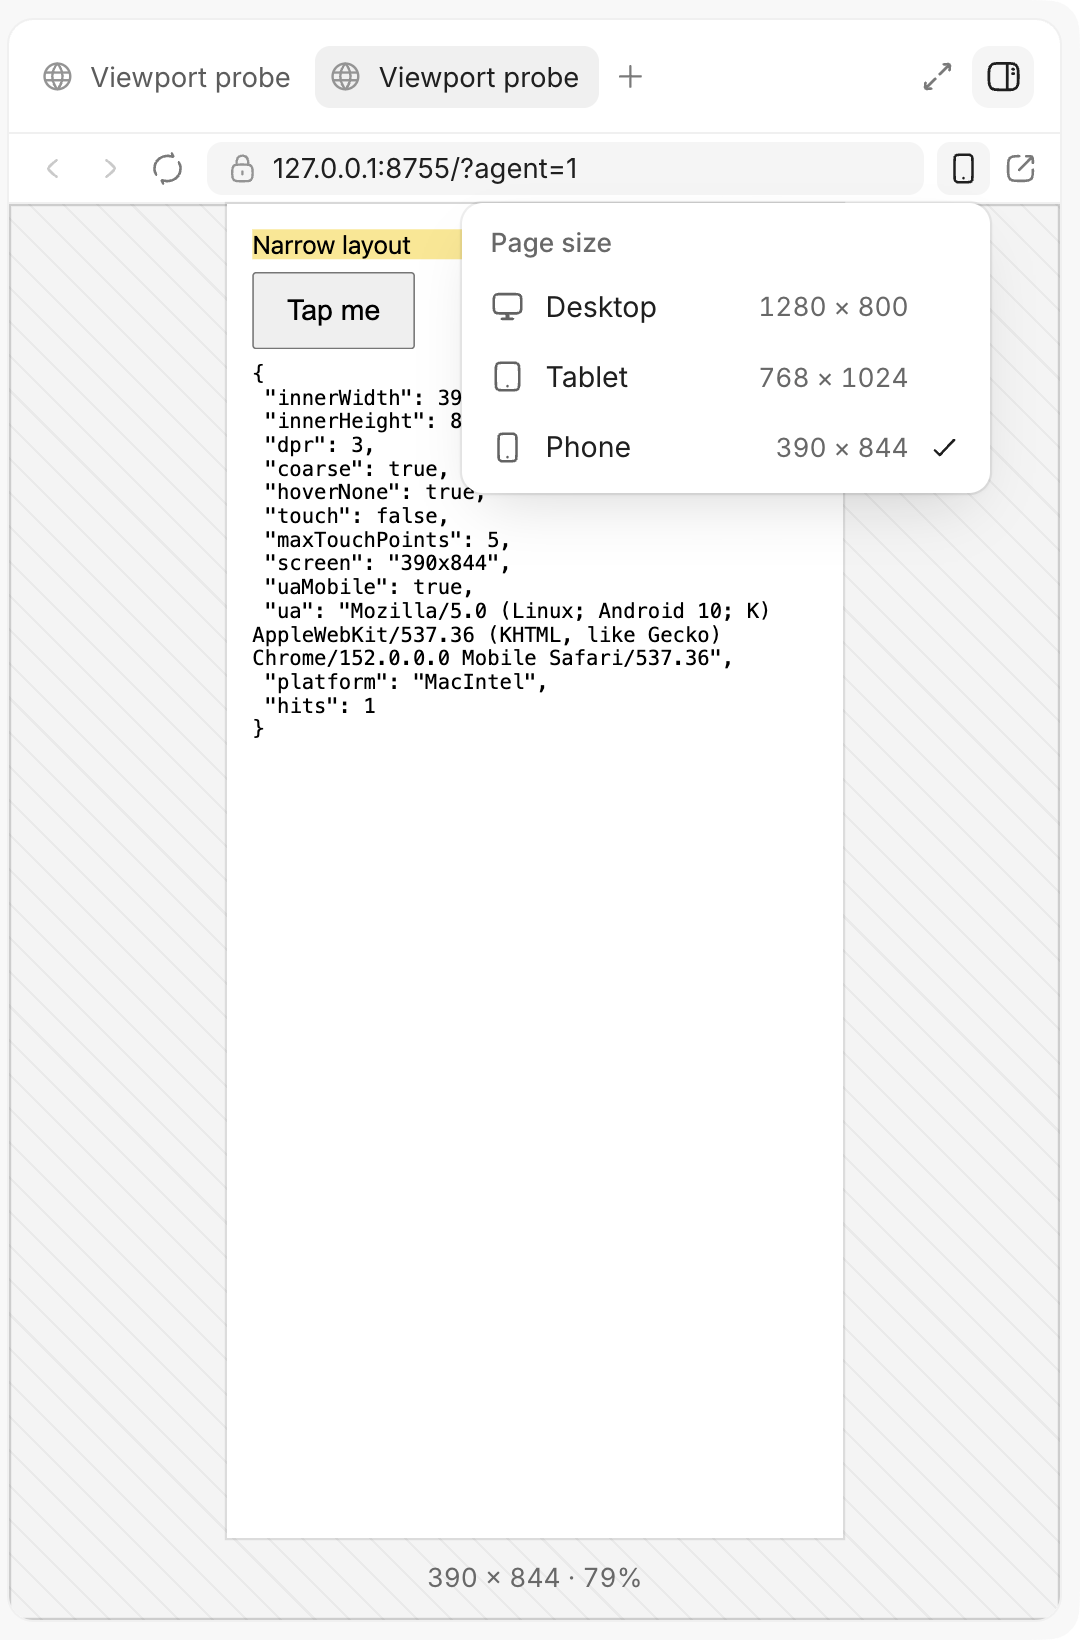 Viewport probe
Viewport probe
127.0.0.1:8755/?agent=1
Page size
Desktop 1280 × 800
Tablet 768 × 1024
Phone 390 × 844
Narrow layout
Tap me
{
"innerWidth": 39
"innerHeight": 8
"dpr": 3,
"coarse": true,
"hoverNone": true,
"touch": false,
"maxTouchPoints": 5,
"screen": "390x844",
"uaMobile": true,
"ua": "Mozilla/5.0 (Linux; Android 10; K)
AppleWebKit/537.36 (KHTML, like Gecko)
Chrome/152.0.0.0 Mobile Safari/537.36",
"platform": "MacIntel",
"hits": 1
}
390 × 844 · 79%